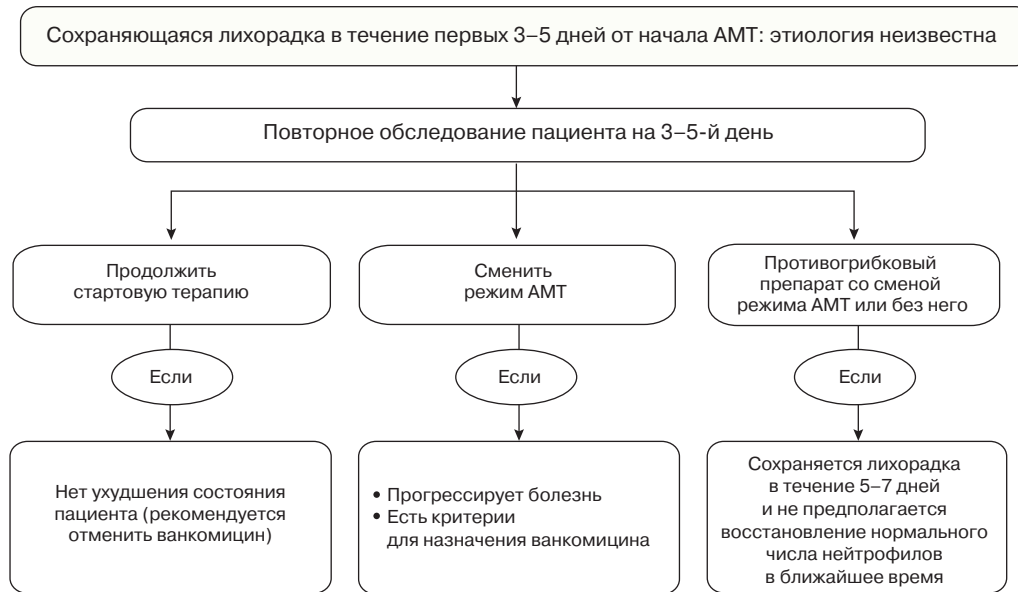 Сохраняющаяся лихорадка в течение первых 3–5 дней от начала АМТ: этиология неизвестна
Повторное обследование пациента на 3–5-й день
Продолжить
стартовую терапию
Сменить
режим АМТ
Противогрибковый
препарат со сменой
режима АМТ или без него
Если
Если
Если
Нет ухудшения состояния
пациента (рекомендуется
отменить ванкомицин)
• Прогрессирует болезнь
• Есть критерии
для назначения ванкомицина
Сохраняется лихорадка
в течение 5–7 дней
и не предполагается
восстановление нормального
числа нейтрофилов
в ближайшее время